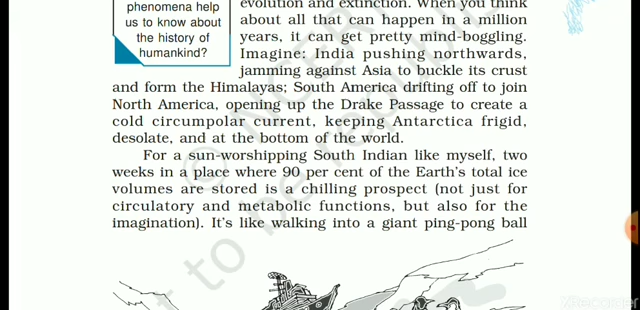 phenomena help
us to know about
the history of
humankind?
evolution and extinction. When you think
about all that can happen in a million
years, it can get pretty mind-boggling.
Imagine: India pushing northwards,
jamming against Asia to buckle its crust
and form the Himalayas; South America drifting off to join
North America, opening up the Drake Passage to create a
cold circumpolar current, keeping Antarctica frigid,
desolate, and at the bottom of the world.
For a sun-worshipping South Indian like myself, two
weeks in a place where 90 per cent of the Earth's total ice
volumes are stored is a chilling prospect (not just for
circulatory and metabolic functions, but also for the
imagination). It's like walking into a giant ping-pong ball